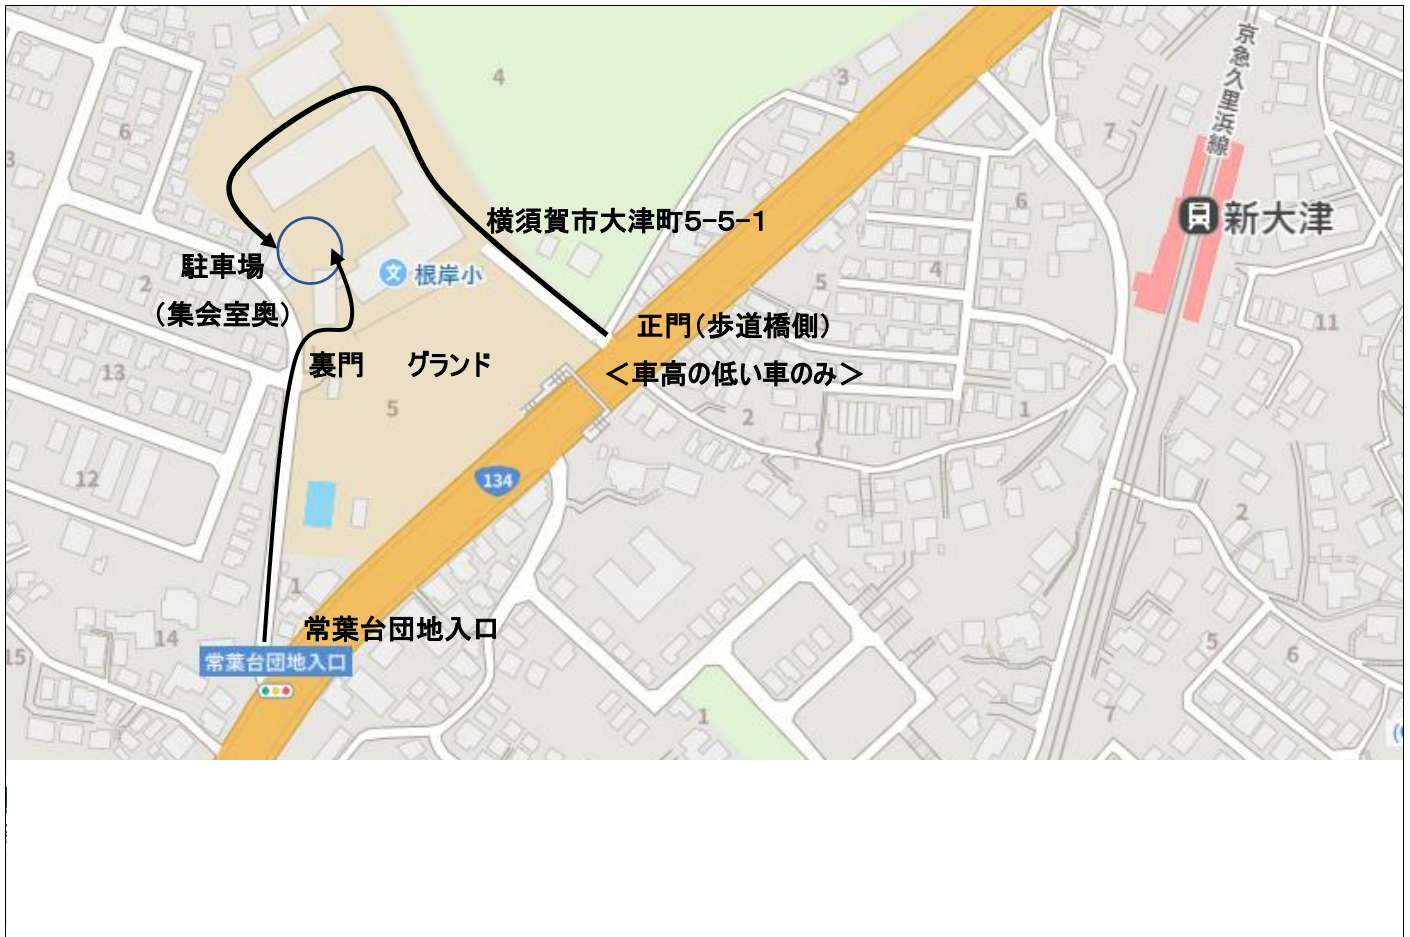 京急久里浜線
4
3
6
7
3
6
横須賀市大津町5-5-1
新大津
駐車場
2
根岸小
5
4
(集会室奥)
正門(歩道橋側)
11
裏門 グランド
<車高の低い車のみ>
13
5
2
1
12
134
2
1
常葉台団地入口
14
5
15
常葉台団地入口
6
1
7